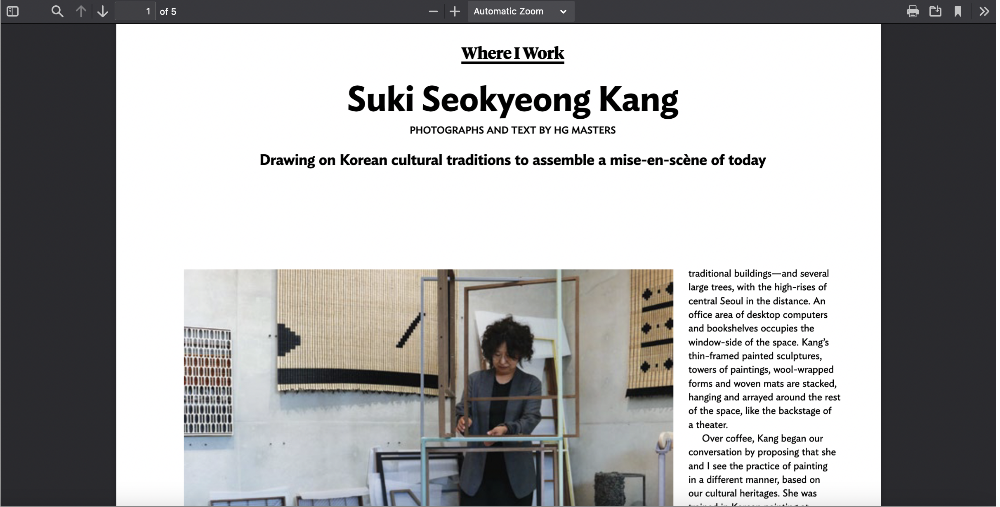 1 of 5
Automatic Zoom
Where I Work
Suki Seokyeong Kang
PHOTOGRAPHS AND TEXT BY HG MASTERS
Drawing on Korean cultural traditions to assemble a mise-en-scène of today
traditional buildings—and several
large trees, with the high-rises of
central Seoul in the distance. An
office area of desktop computers
and bookshelves occupies the
window-side of the space. Kang’s
thin-framed painted sculptures,
towers of paintings, wool-wrapped
forms and woven mats are stacked,
hanging and arrayed around the rest
of the space, like the backstage of
a theater.
Over coffee, Kang began our
conversation by proposing that she
and I see the practice of painting
in a different manner, based on
our cultural heritages. She was
trained in Korean painting at